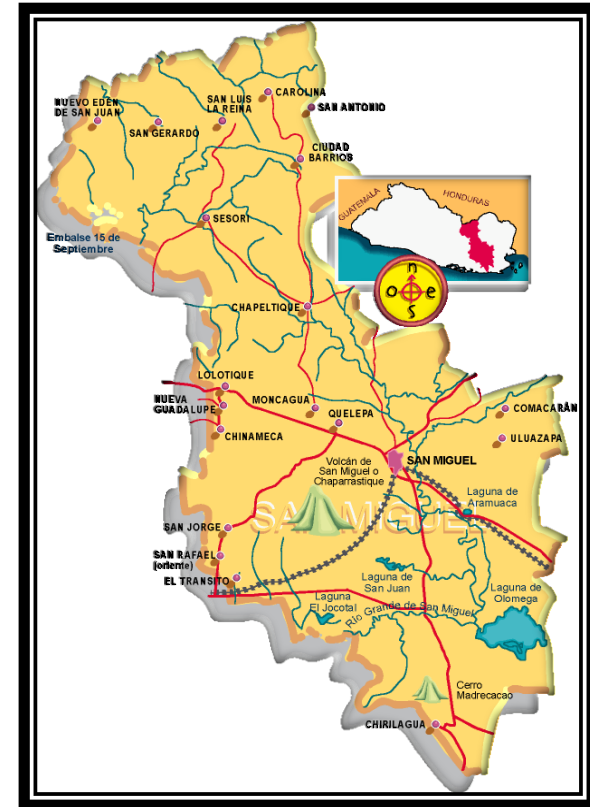 CAROLINA
NUEVO EDEN
DE SAN JUAN
SAN LUIS
LA REINA
SAN ANTONIO
SAN GERARDO
CIUDAD
BARRIOS
GUATEMALA
HONDURAS
SESORI
Embalse 15 de
Septiembre
n
o e
s
CHAPELTIQUE
LOLOTIQUE
NUEVA
GUADALUPE
MONCAGUA
QUELEPA
COMACARÁN
CHINAMECA
ULUAZAPA
SAN MIGUEL
Volcán de
San Miguel o
Chaparrastique
Laguna de
Aramuaca
SAN MIGUEL
SAN JORGE
SAN RAFAEL
(oriente)
EL TRANSITO
Laguna de
San Juan
Laguna de
Olomega
Laguna
El Jocotal
Río Grande de San Miguel
Cerro
Madrecacao
CHIRILAGUA